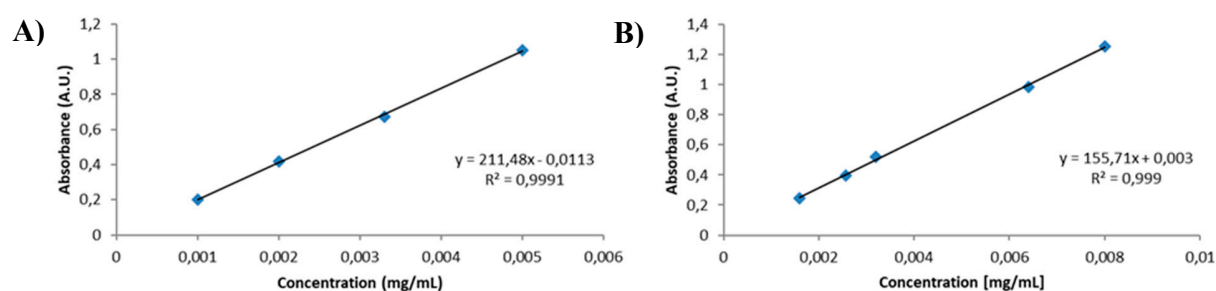 A)
1,2
1
0,8
0,6
0,4
0,2
0
Absorbance (A.U.)
y = 211,48x - 0,0113
R² = 0,9991
0 0,001 0,002 0,003 0,004 0,005 0,006
Concentration (mg/mL)
B)
1,4
1,2
1
0,8
0,6
0,4
0,2
0
Absorbance (A.U.)
y = 155,71x + 0,003
R² = 0,999
0 0,002 0,004 0,006 0,008 0,01
Concentration [mg/mL]